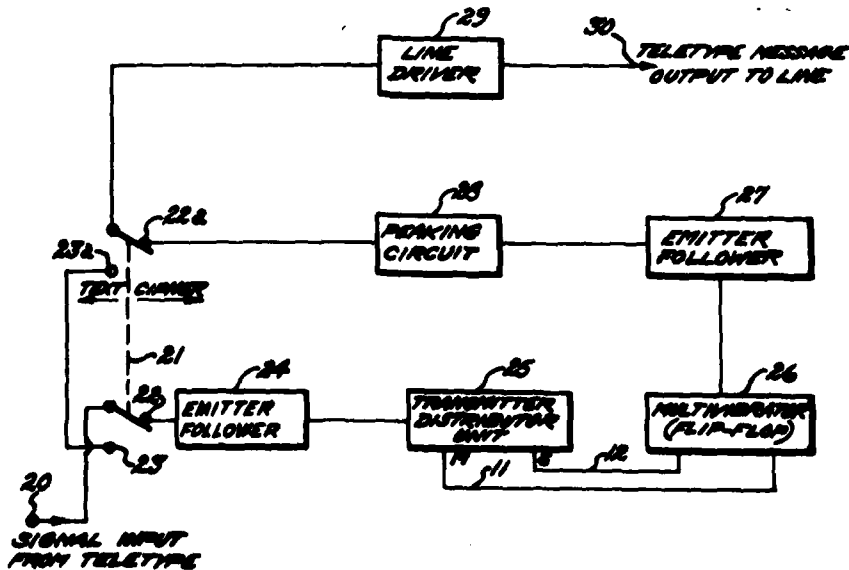 29
LINE
DRIVER
30
TELETYPE MESSAGE
OUTPUT TO LINE
22a
23a
28
PEAKING
CIRCUIT
27
EMITTER
FOLLOWER
TEXT CIPHER
21
22
23
24
EMITTER
FOLLOWER
25
TRANSMITTER
DISTRIBUTOR
UNIT
M
S
11
12
26
MULTIVIBRATOR
(FLIP-FLOP)
20
SIGNAL INPUT
FROM TELETYPE